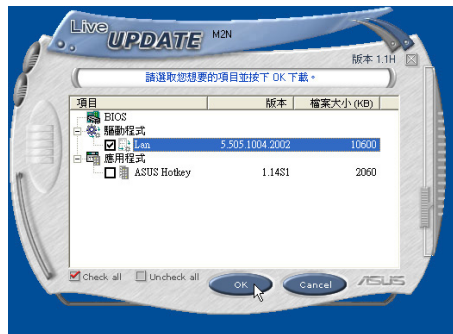 Live
UPDATE M2N
版本 1.1H
請選取您想要的項目並按下 OK 下載。
項目 版本 檔案大小 (KB)
BIOS
驅動程式
Lan 5.505.1004.2002 10600
應用程式
ASUS Hotkey 1.14S1 2060
Check all Uncheck all OK Cancel ASUS